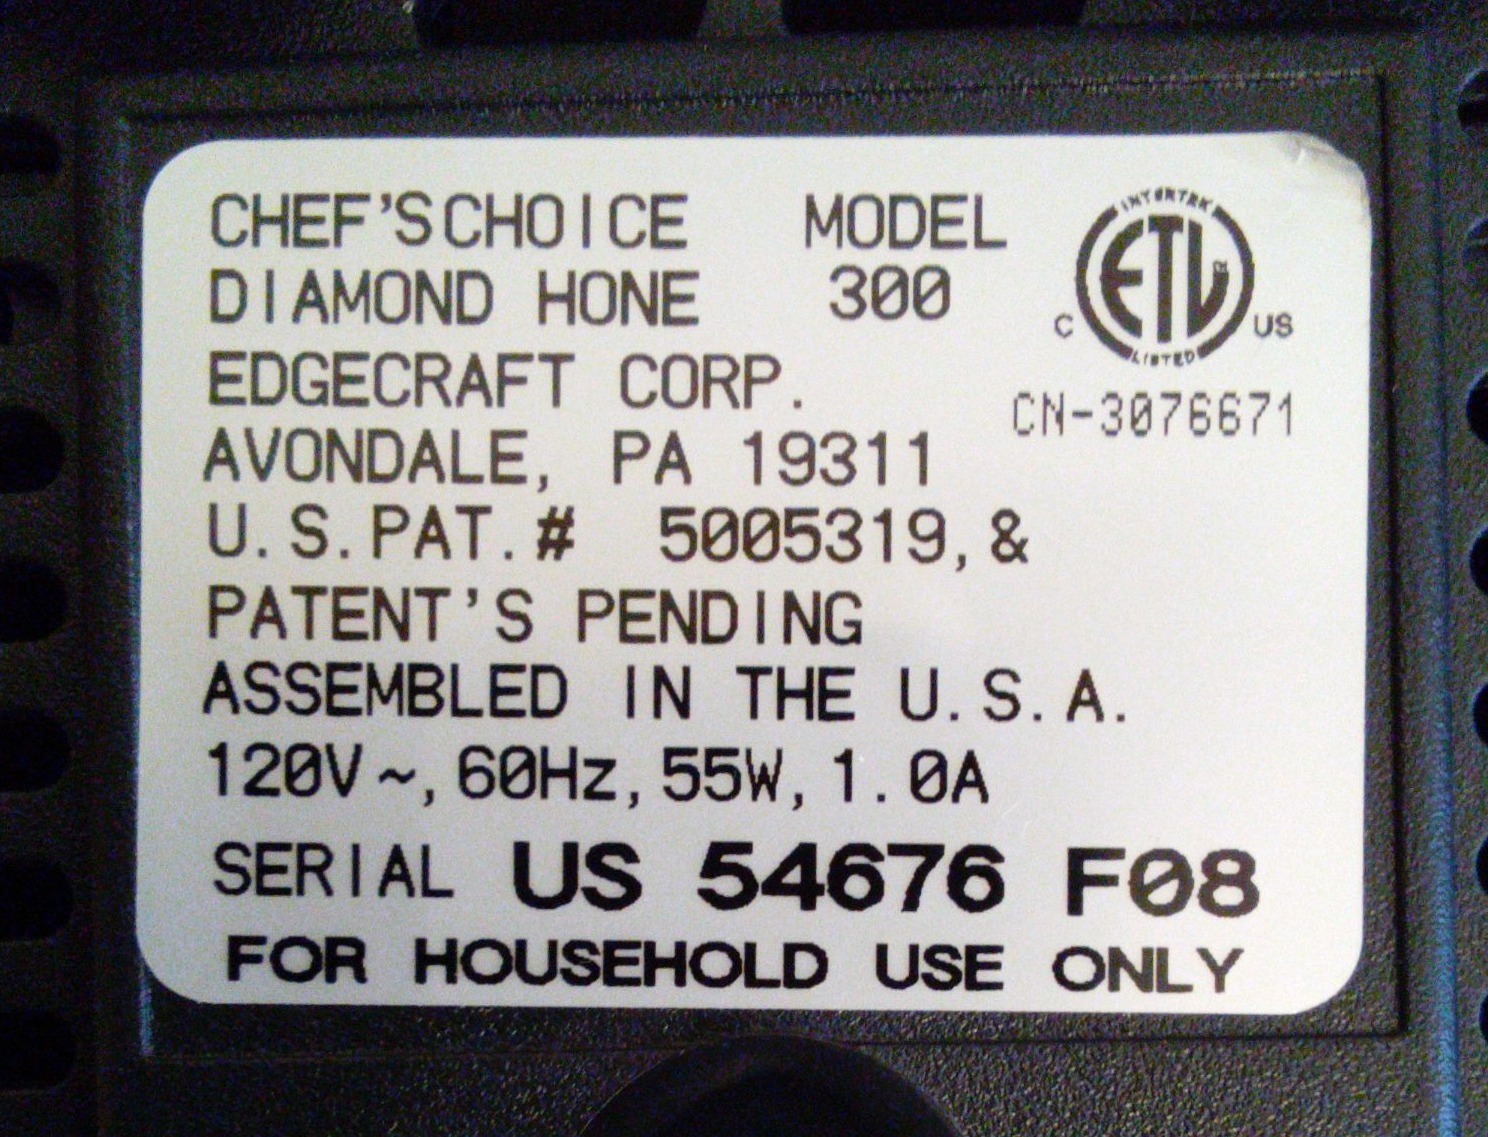 CHEF'SCHOICE MODEL
DIAMOND HONE 300
INTERTEK
ETL
C US
LISTED
EDGECRAFT CORP.
CN-3076671
AVONDALE, PA 19311
U.S.PAT.# 5005319,&
PATENT'S PENDING
ASSEMBLED IN THE U.S.A.
120V~,60Hz,55W,1.0A
SERIAL US 54676 F08
FOR HOUSEHOLD USE ONLY